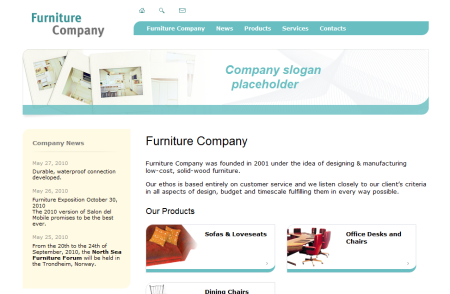 Furniture
Company
Furniture Company News Products Services Contacts
Company slogan
placeholder
Company News
May 27, 2010
Durable, waterproof connection
developed.
May 26, 2010
Furniture Exposition October 30,
2010
The 2010 version of Salon del
Mobile promises to be the best
ever.
May 25, 2010
From the 20th to the 24th of
September, 2010, the North Sea
Furniture Forum will be held in
the Trondheim, Norway.
Furniture Company
Furniture Company was founded in 2001 under the idea of designing & manufacturing
low-cost, solid-wood furniture.
Our ethos is based entirely on customer service and we listen closely to our client's criteria
in all aspects of design, budget and timescale fulfilling them in every way possible.
Our Products
Sofas & Loveseats
Office Desks and
Chairs
Dining Chairs